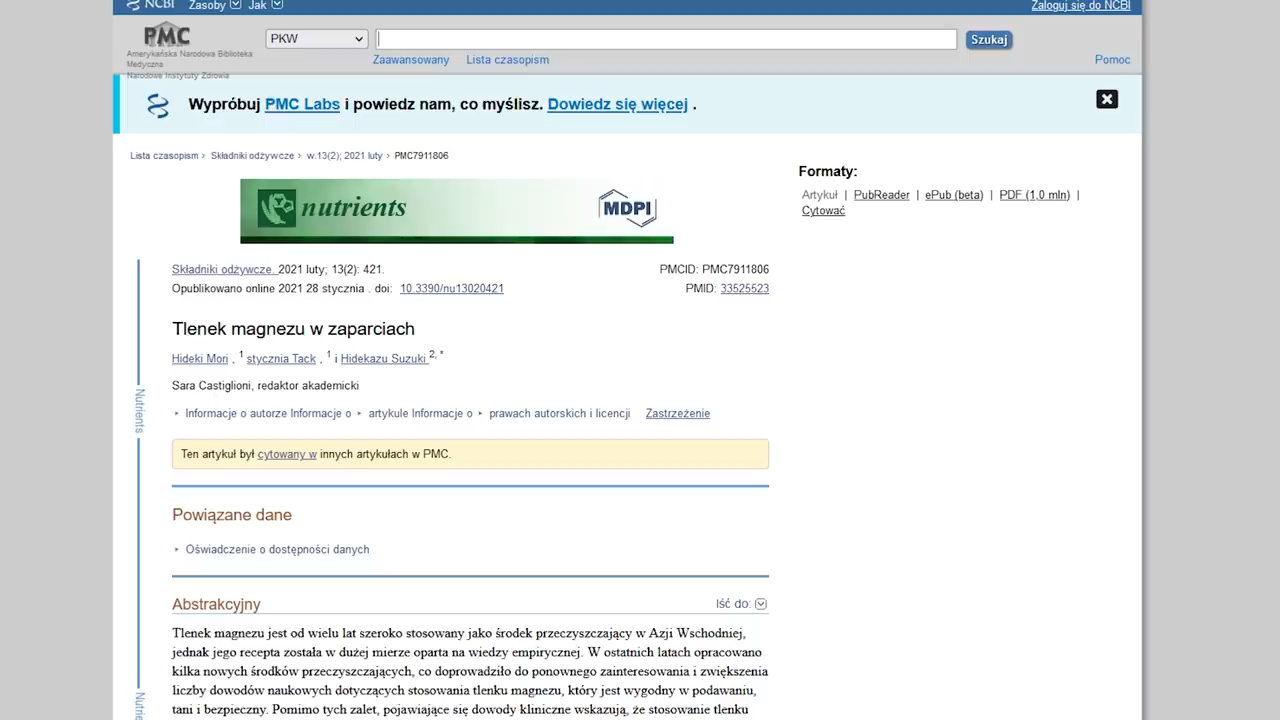 NCBI Zasoby Jak Zaloguj się do NCBI
PMC
Amerykańska Narodowa Biblioteka
Medyczna
Narodowe Instytuty Zdrowia
PKW
Szukaj
Zaawansowany Lista czasopism
Pomoc
Wypróbuj PMC Labs i powiedz nam, co myślisz. Dowiedz się więcej .
Lista czasopism › Składniki odżywcze › w.13(2); 2021 luty › PMC7911806
nutrients
MDPI
Formaty:
Artykuł | PubReader | ePub (beta) | PDF (1,0 mln) |
Cytować
Składniki odżywcze. 2021 luty; 13(2): 421. PMCID: PMC7911806
Opublikowano online 2021 28 stycznia . doi: 10.3390/nu13020421 PMID: 33525523
Tlenek magnezu w zaparciach
Hideki Mori , 1 stycznia Tack , 1 i Hidekazu Suzuki 2, *
Sara Castiglioni, redaktor akademicki
Informacje o autorze Informacje o ▸ artykule Informacje o ▸ prawach autorskich i licencji Zastrzeżenie
Nutrients
Ten artykuł był cytowany w innych artykułach w PMC.
Powiązane dane
Oświadczenie o dostępności danych
Abstrakcyjny Iść do:
Tlenek magnezu jest od wielu lat szeroko stosowany jako środek przeczyszczający w Azji Wschodniej,
jednak jego recepta została w dużej mierze oparta na wiedzy empirycznej. W ostatnich latach opracowano
kilka nowych środków przeczyszczających, co doprowadziło do ponownego zainteresowania i zwiększenia
liczby dowodów naukowych dotyczących stosowania tlenku magnezu, który jest wygodny w podawaniu,
tani i bezpieczny. Pomimo tych zalet, pojawiające się dowody kliniczne wskazują, że stosowanie tlenku